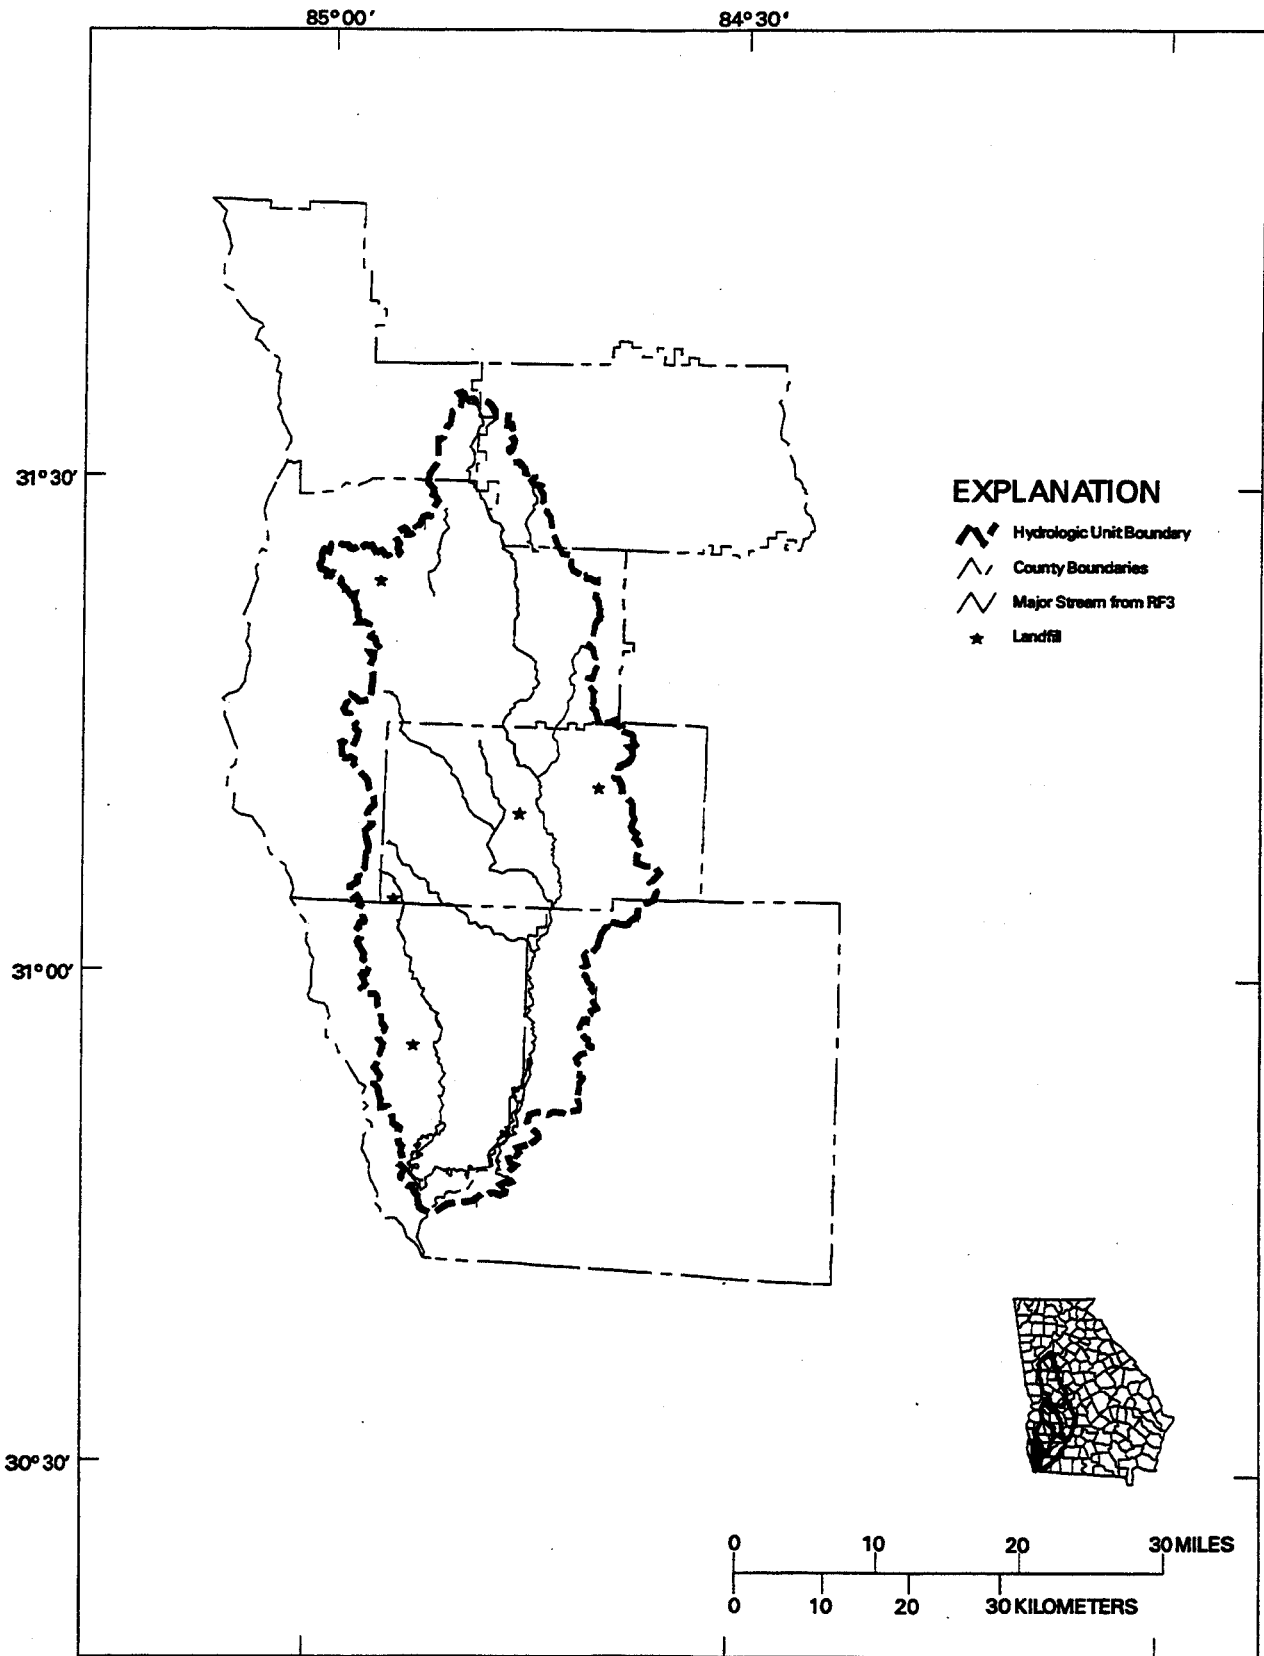 85°00′ 84°30′
31°30′
EXPLANATION
Hydrologic Unit Boundary
County Boundaries
Major Stream from RF3
Landfill
31°00′
30°30′
0 10 20 30 MILES
0 10 20 30 KILOMETERS